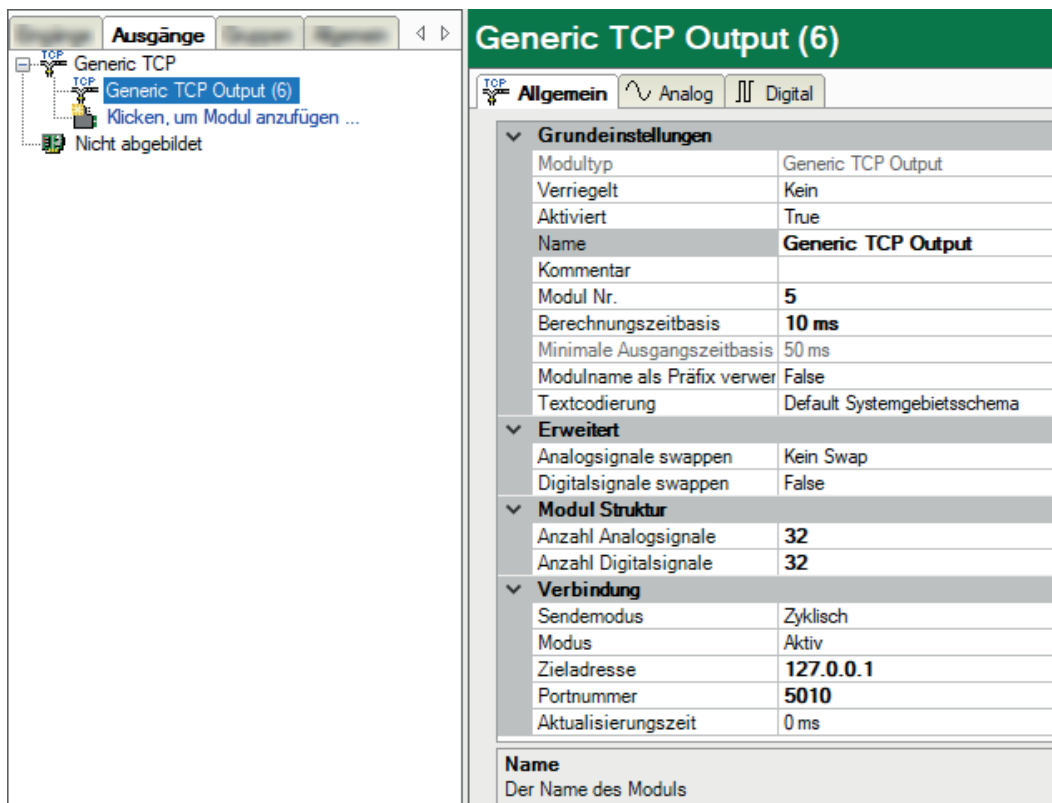 Ausgänge
TCP Generic TCP
TCP Generic TCP Output (6)
Klicken, um Modul anzufügen ...
Nicht abgebildet
Generic TCP Output (6)
TCP Allgemein Analog Digital
Grundeinstellungen
Modultyp Generic TCP Output
Verriegelt Kein
Aktiviert True
Name Generic TCP Output
Kommentar
Modul Nr. 5
Berechnungszeitbasis 10 ms
Minimale Ausgangszeitbasis 50 ms
Modulname als Präfix verwer False
Textcodierung Default Systemgebietsschema
Erweitert
Analogsignale swappen Kein Swap
Digitalsignale swappen False
Modul Struktur
Anzahl Analogsignale 32
Anzahl Digitalsignale 32
Verbindung
Sendemodus Zyklisch
Modus Aktiv
Zieladresse 127.0.0.1
Portnummer 5010
Aktualisierungszeit 0 ms
Name
Der Name des Moduls